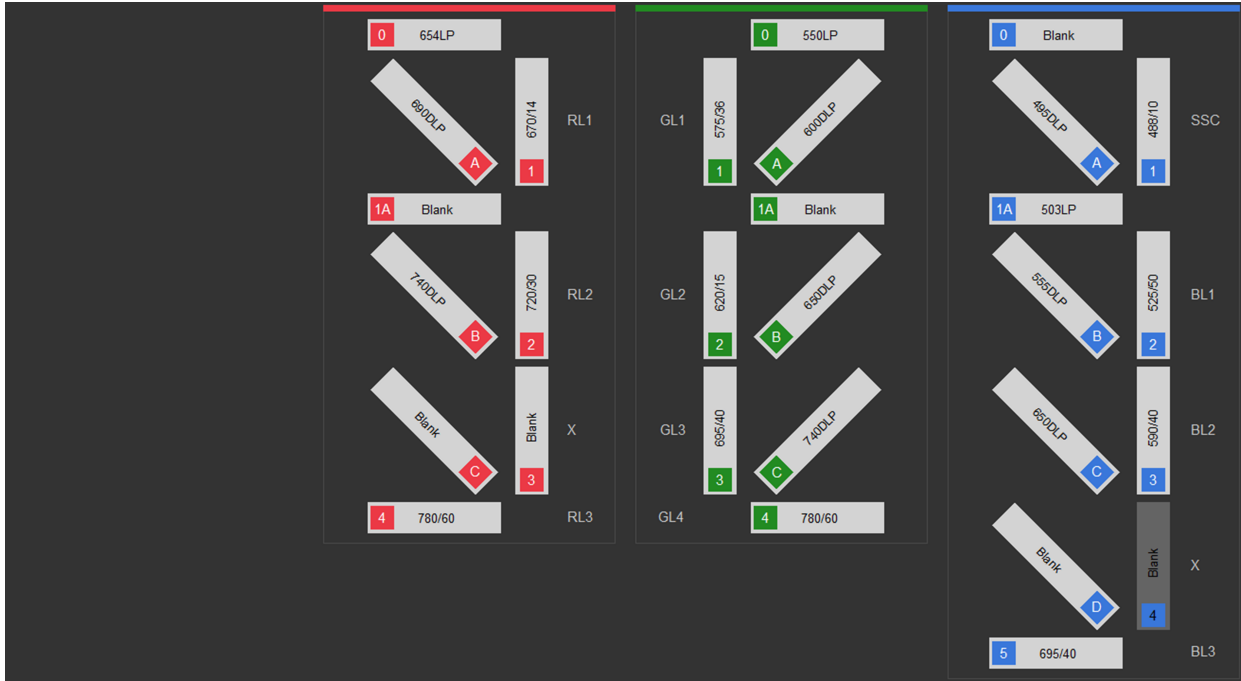 0 654LP
690DLP A
670/14 1
RL1
1A Blank
740DLP B
720/30 2
RL2
Blank C
Blank 3
X
4 780/60
RL3
0 550LP
GL1
575/36 1
600DLP A
1A Blank
GL2
620/15 2
650DLP B
GL3
695/40 3
740DLP C
GL4
4 780/60
0 Blank
495DLP A
488/10 1
SSC
1A 503LP
555DLP B
525/50 2
BL1
650DLP C
590/40 3
BL2
Blank D
Blank 4
X
5 695/40
BL3